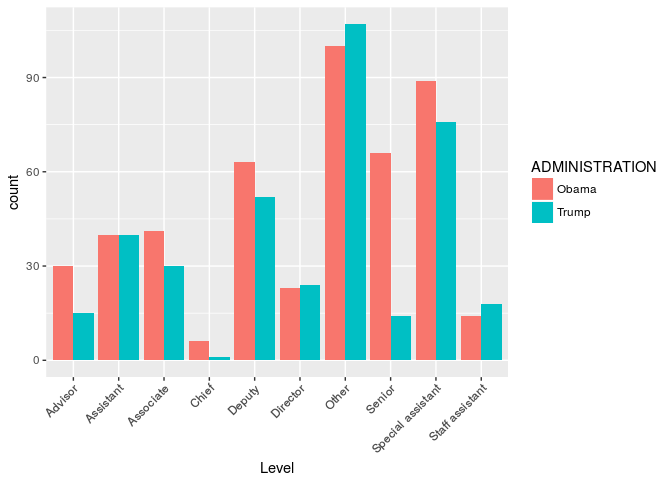 count
90
60
30
0
Advisor
Assistant
Associate
Chief
Deputy
Director
Other
Senior
Special assistant
Staff assistant
Level
ADMINISTRATION
Obama
Trump